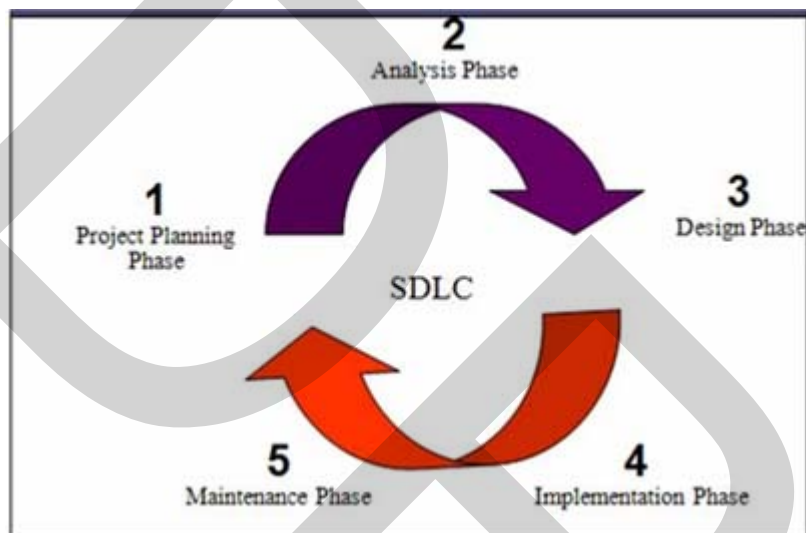 2
Analysis Phase
1
Project Planning
Phase
3
Design Phase
SDLC
5
Maintenance Phase
4
Implementation Phase